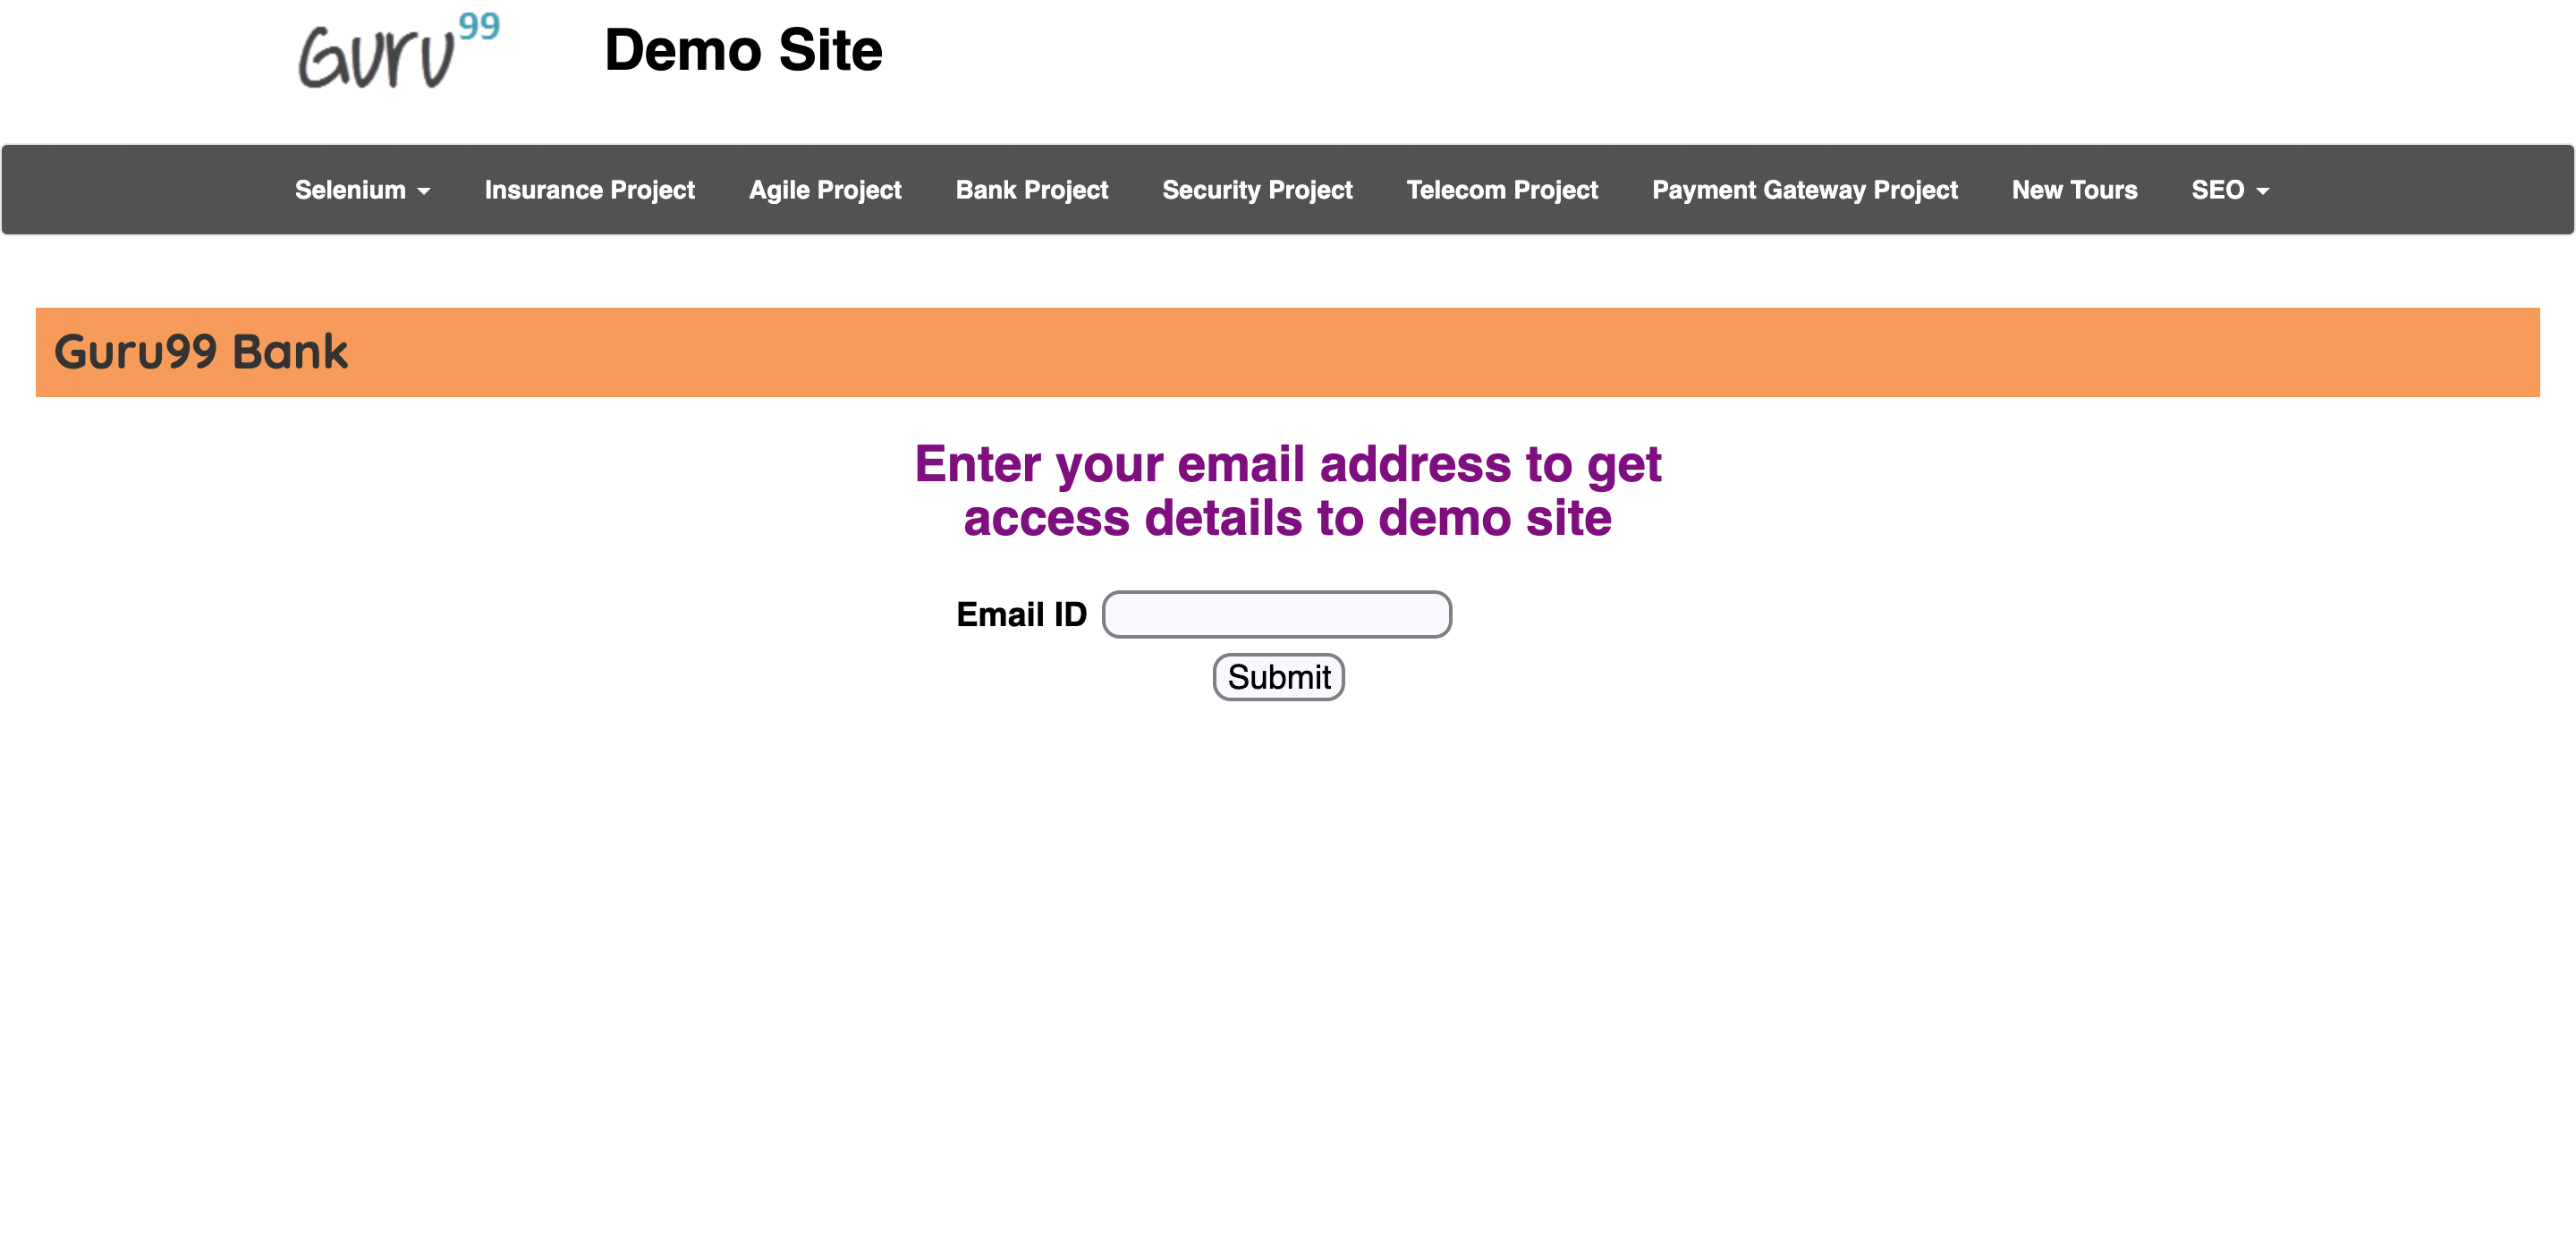 Guru99
Demo Site
Selenium
Insurance Project
Agile Project
Bank Project
Security Project
Telecom Project
Payment Gateway Project
New Tours
SEO
Guru99 Bank
Enter your email address to get
access details to demo site
Email ID
Submit